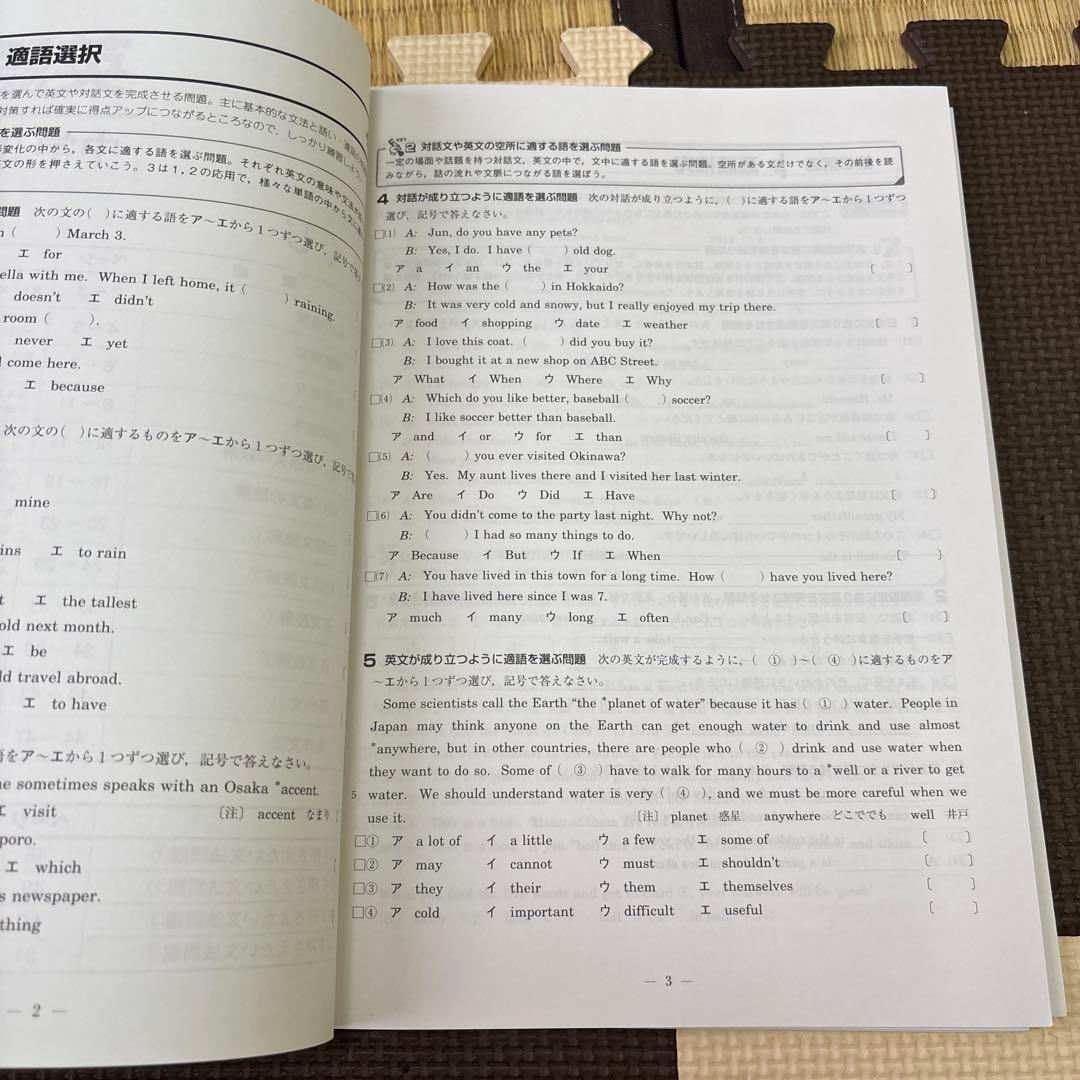 適語選択
を選んで英文や対話文を完成させる問題。主に基本的な文法と語い・
対策すれば確実に得点アップにつながるところなので、しっかり練習しよう。
を選ぶ問題
変化の中から、各文に適する語を選ぶ問題。それぞれ英文の意味や文法が
文の形を押さえていこう。3は1,2の応用で、様々な単語の中から文に
問題 次の文の( )に適する語をア～エから1つずつ選び,記号で答
( ) March 3.
エ for
ella with me. When I left home, it ( ) raining.
doesn't エ didn't
room ( ).
never エ yet
come here.
エ because
次の文の( )に適するものをア～エから1つずつ選び,記号で答
mine
ins エ to rain
エ the tallest
old next month.
エ be
ld travel abroad.
エ to have
語をア～エから1つずつ選び,記号で答えなさい。
ne sometimes speaks with an Osaka *accent.
エ visit 〔注〕 accent なまり
poro.
エ which
s newspaper.
thing
— 2 —
KEY 2 対話文や英文の空所に適する語を選ぶ問題
一定の場面や話題を持つ対話文,英文の中で,文中に適する語を選ぶ問題。空所がある文だけでなく,その前後を読
みながら,話の流れや文脈につながる語を選ぼう。
4 対話が成り立つように適語を選ぶ問題 次の対話が成り立つように,( )に適する語をア～エから1つずつ
選び,記号で答えなさい。
□(1) A: Jun, do you have any pets?
B: Yes, I do. I have ( ) old dog.
ア a イ an ウ the エ your 〔 〕
□(2) A: How was the ( ) in Hokkaido?
B: It was very cold and snowy, but I really enjoyed my trip there.
ア food イ shopping ウ date エ weather 〔 〕
□(3) A: I love this coat. ( ) did you buy it?
B: I bought it at a new shop on ABC Street.
ア What イ When ウ Where エ Why 〔 〕
□(4) A: Which do you like better, baseball ( ) soccer?
B: I like soccer better than baseball.
ア and イ or ウ for エ than 〔 〕
□(5) A: ( ) you ever visited Okinawa?
B: Yes. My aunt lives there and I visited her last winter.
ア Are イ Do ウ Did エ Have 〔 〕
□(6) A: You didn't come to the party last night. Why not?
B: ( ) I had so many things to do.
ア Because イ But ウ If エ When 〔 〕
□(7) A: You have lived in this town for a long time. How ( ) have you lived here?
B: I have lived here since I was 7.
ア much イ many ウ long エ often 〔 〕
5 英文が成り立つように適語を選ぶ問題 次の英文が完成するように,( ① )～( ④ )に適するものをア
～エから1つずつ選び,記号で答えなさい。
Some scientists call the Earth “the *planet of water” because it has ( ① ) water. People in
Japan may think anyone on the Earth can get enough water to drink and use almost
*anywhere, but in other countries, there are people who ( ② ) drink and use water when
they want to do so. Some of ( ③ ) have to walk for many hours to a *well or a river to get
5 water. We should understand water is very ( ④ ), and we must be more careful when we
use it. 〔注〕 planet 惑星 anywhere どこででも well 井戸
□① ア a lot of イ a little ウ a few エ some of 〔 〕
□② ア may イ cannot ウ must エ shouldn't 〔 〕
□③ ア they イ their ウ them エ themselves 〔 〕
□④ ア cold イ important ウ difficult エ useful 〔 〕
— 3 —